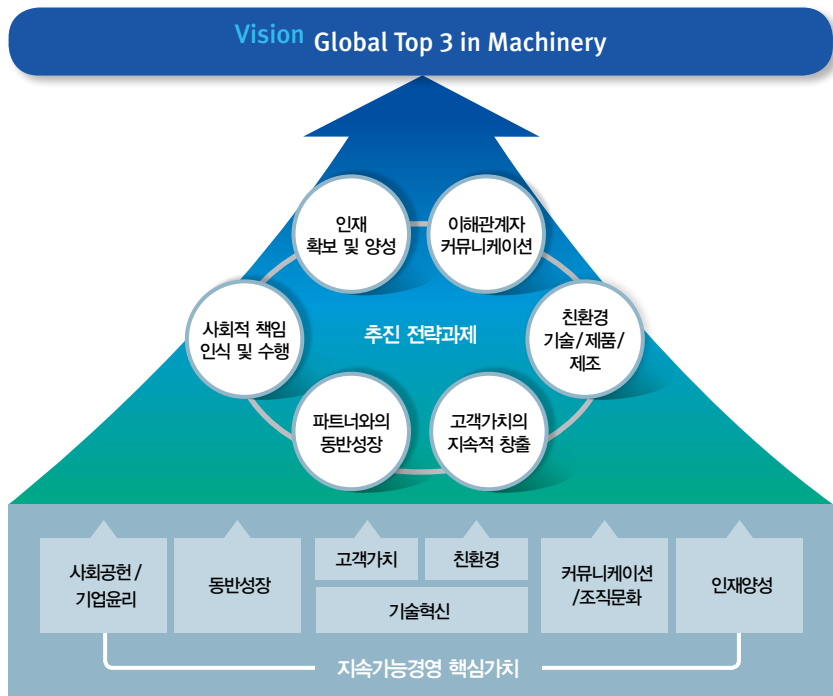 Vision Global Top 3 in Machinery
인재
확보 및 양성
이해관계자
커뮤니케이션
사회적 책임
인식 및 수행
추진 전략과제
친환경
기술/제품/
제조
파트너와의
동반성장
고객가치의
지속적 창출
사회공헌/
기업윤리
동반성장
고객가치
친환경
기술혁신
커뮤니케이션
/조직문화
인재양성
지속가능경영 핵심가치